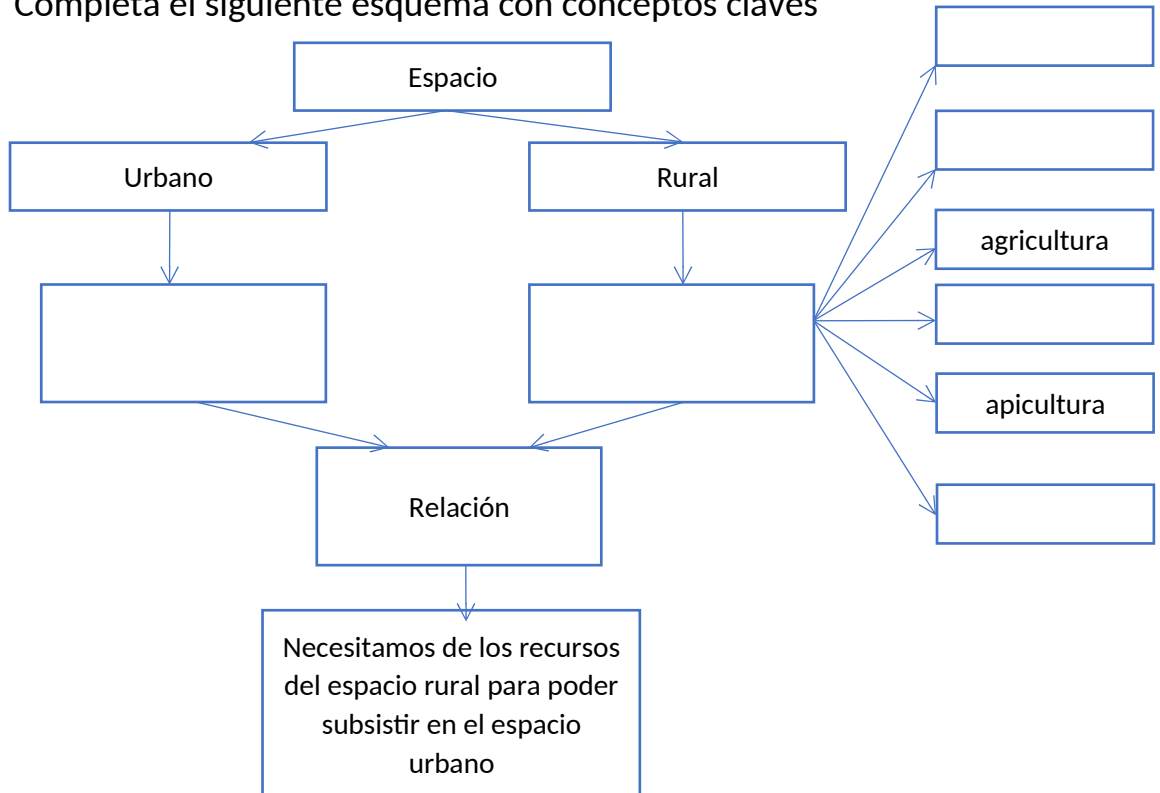 Completa el siguiente esquema con conceptos claves
Espacio
Urbano
Rural
agricultura
apicultura
Relación
Necesitamos de los recursos
del espacio rural para poder
subsistir en el espacio
urbano